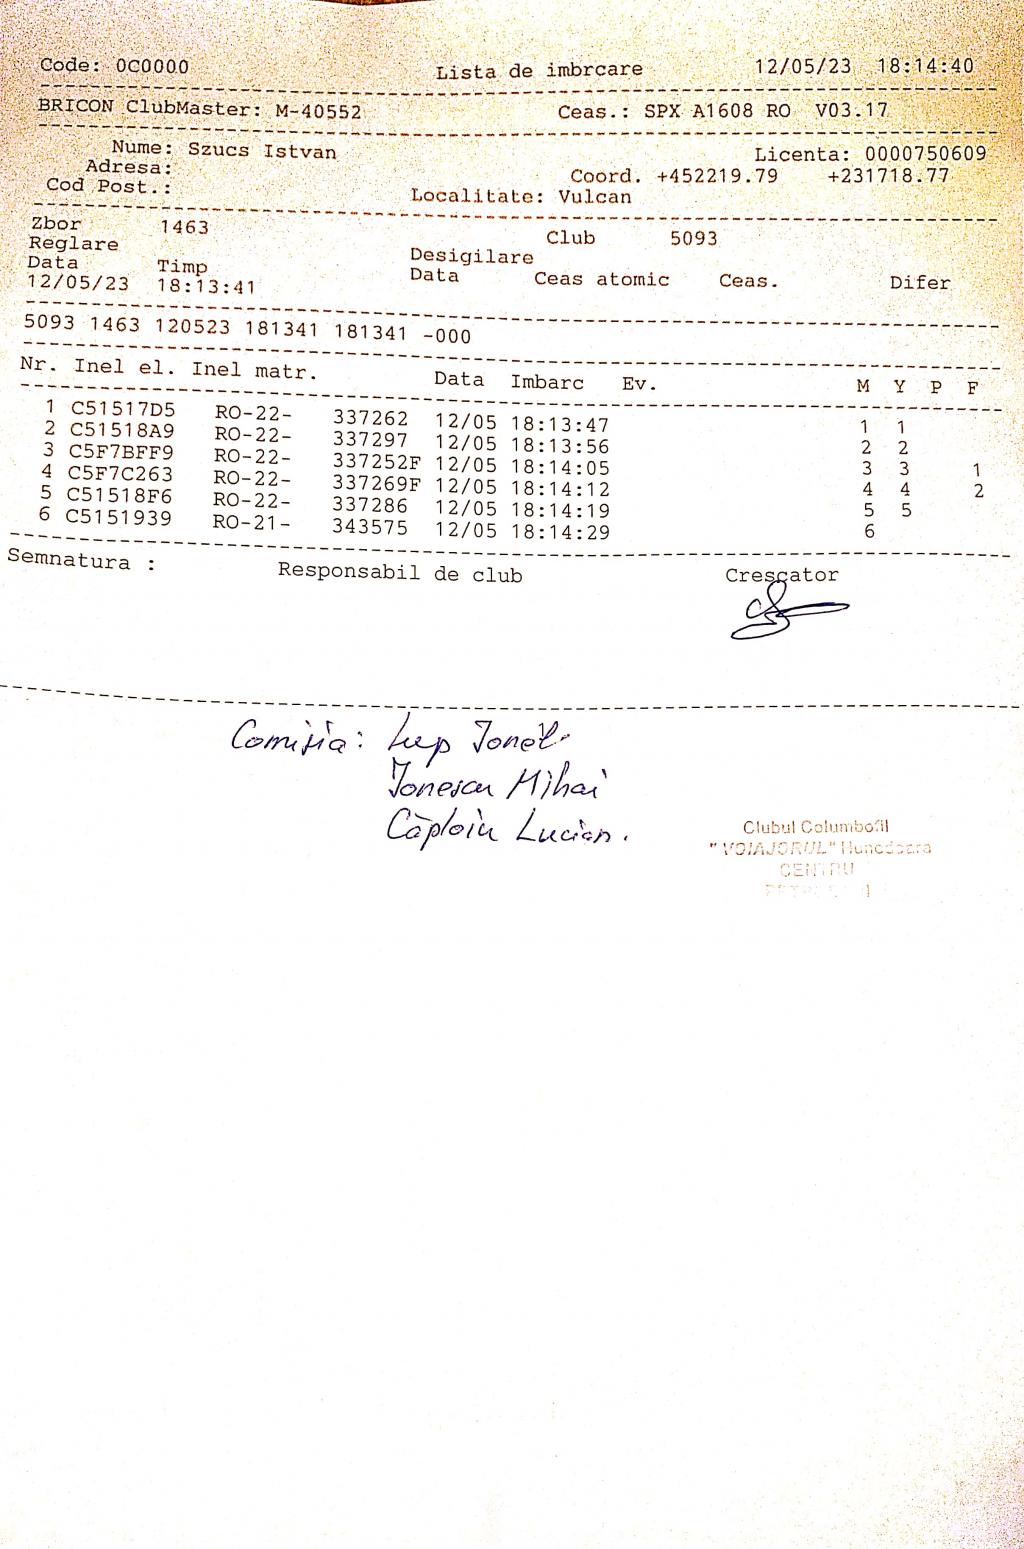 Code: 0C0000 Lista de imbrcare 12/05/23 18:14:40
BRICON ClubMaster: M-40552 Ceas.: SPX A1608 RO V03.17
Nume: Szucs Istvan Licenta: 0000750609
Adresa: Coord. +452219.79 +231718.77
Cod Post.: Localitate: Vulcan
Zbor 1463 Club 5093
Reglare Desigilare
Data Timp Data Ceas atomic Ceas. Difer
12/05/23 18:13:41
5093 1463 120523 181341 181341 -000
Nr. Inel el. Inel matr. Data Imbarc Ev. M Y P F
1 C51517D5 RO-22- 337262 12/05 18:13:47 1 1
2 C51518A9 RO-22- 337297 12/05 18:13:56 2 2
3 C5F7BFF9 RO-22- 337252F 12/05 18:14:05 3 3 1
4 C5F7C263 RO-22- 337269F 12/05 18:14:12 4 4 2
5 C51518F6 RO-22- 337286 12/05 18:14:19 5 5
6 C5151939 RO-21- 343575 12/05 18:14:29 6
Semnatura : Responsabil de club Crescator
Comisia: Lup Ionel
Ionescu Mihai
Căploiu Lucian.
Clubul Columbofil
"VOIAJORUL" Hunedoara
CENTRU